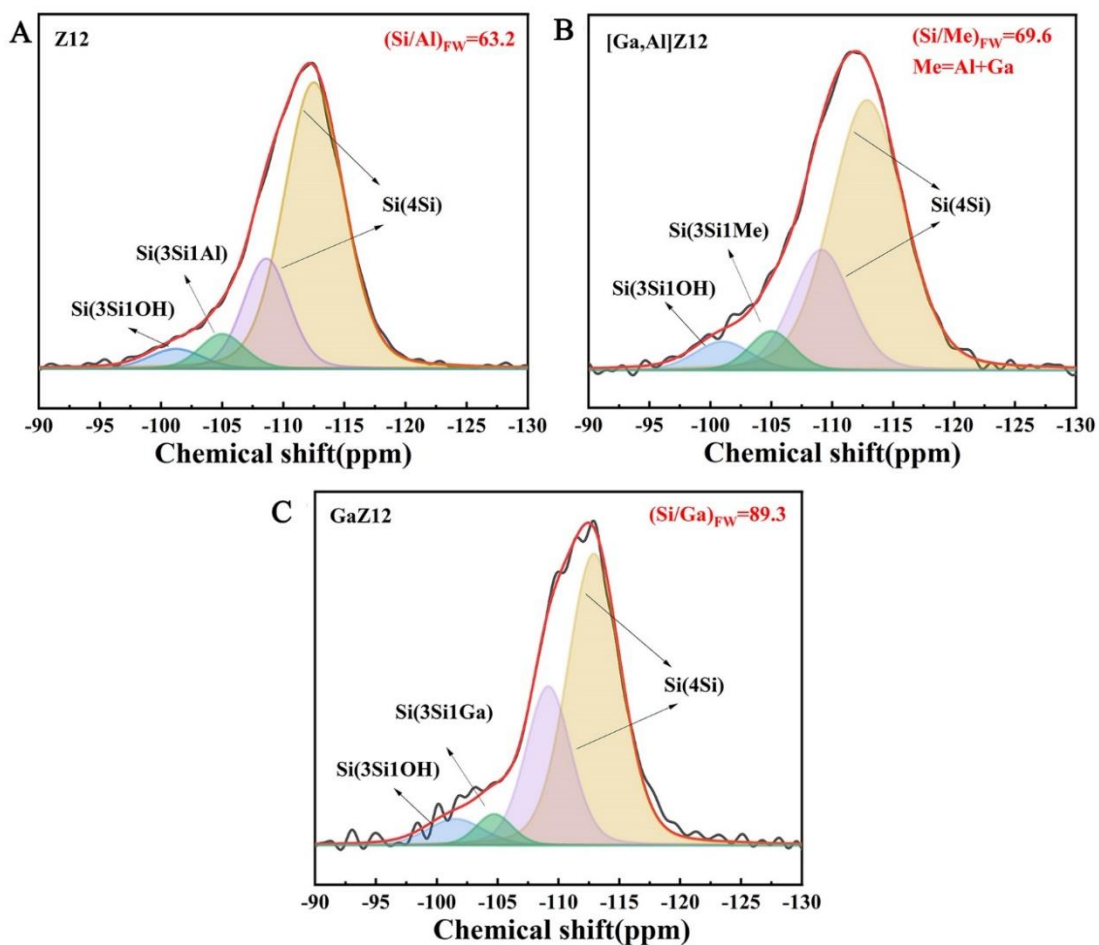 A
Z12
(Si/Al)FW=63.2
Si(4Si)
Si(3Si1Al)
Si(3Si1OH)
-90 -95 -100 -105 -110 -115 -120 -125 -130
Chemical shift(ppm)
B
[Ga,Al]Z12
(Si/Me)FW=69.6
Me=Al+Ga
Si(4Si)
Si(3Si1Me)
Si(3Si1OH)
-90 -95 -100 -105 -110 -115 -120 -125 -130
Chemical shift(ppm)
C
GaZ12
(Si/Ga)FW=89.3
Si(4Si)
Si(3Si1Ga)
Si(3Si1OH)
-90 -95 -100 -105 -110 -115 -120 -125 -130
Chemical shift(ppm)